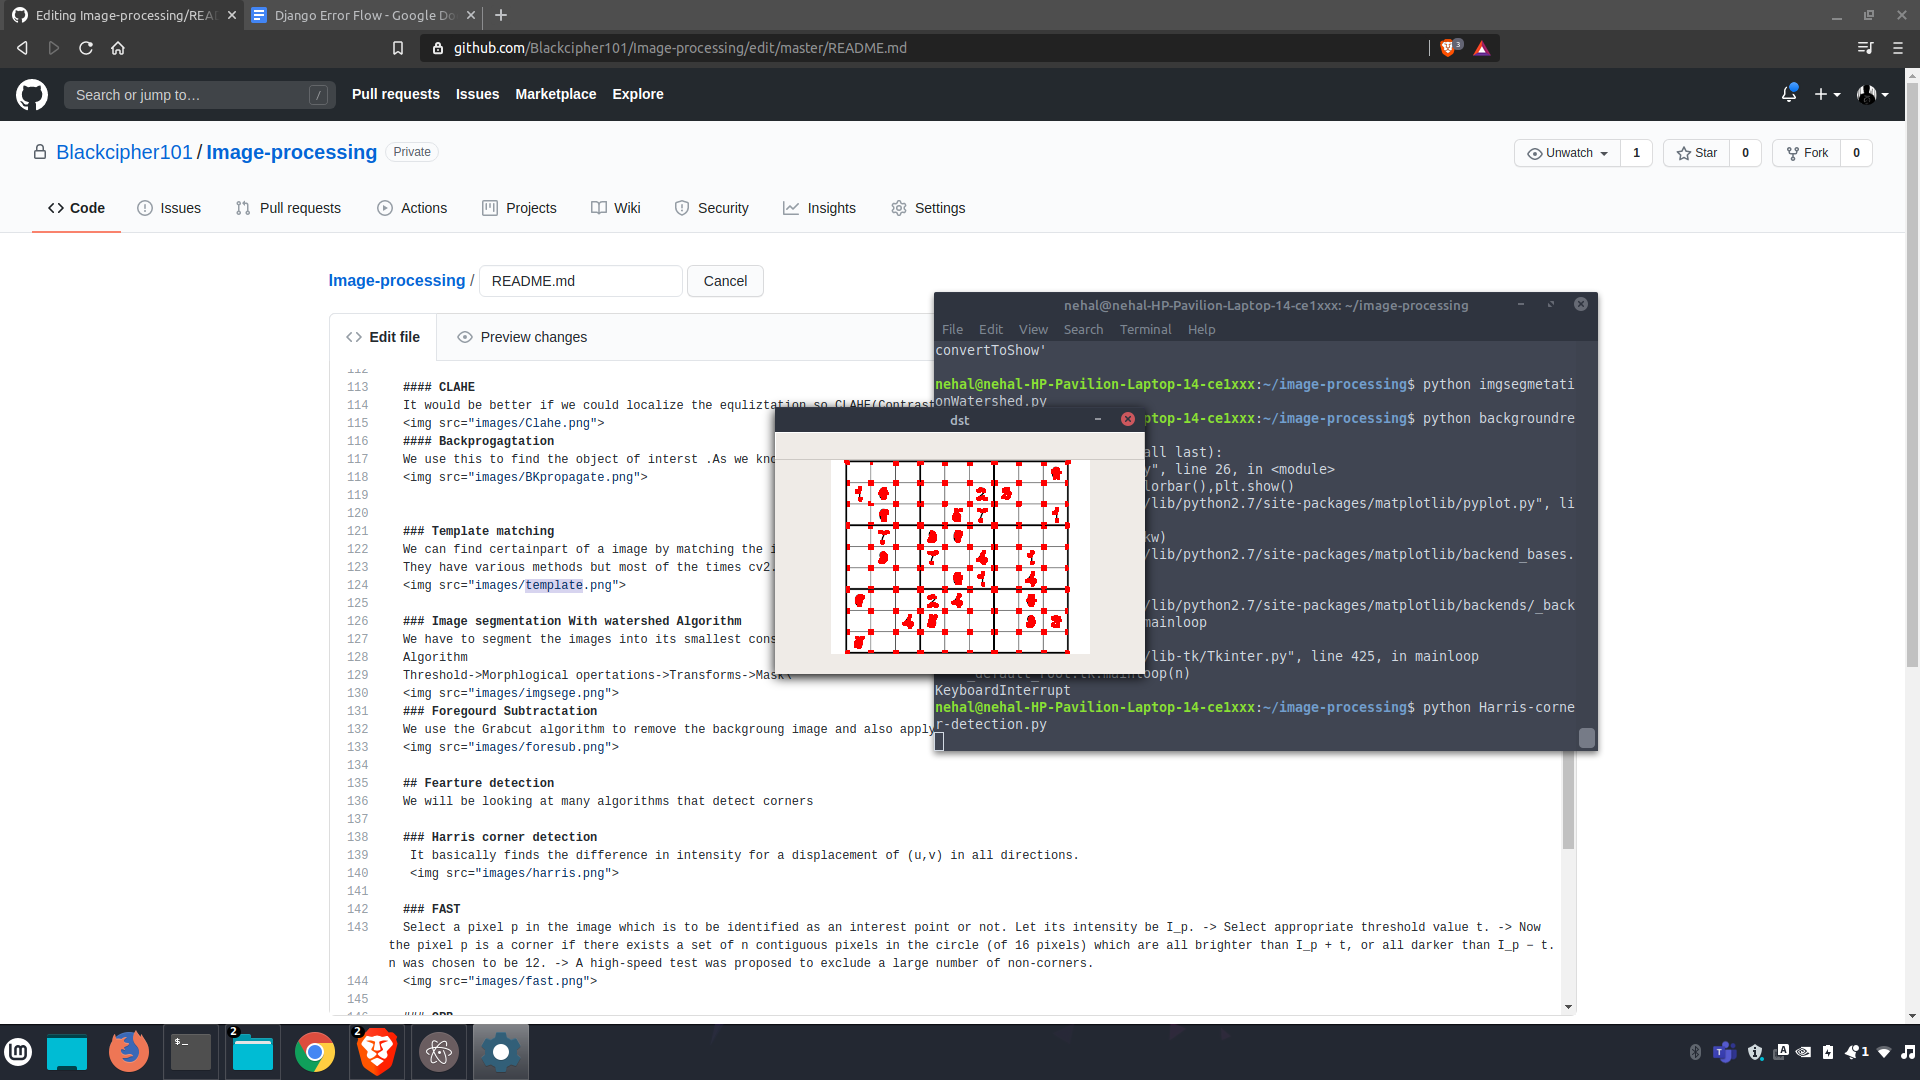 Editing Image-processing/REA
Django Error Flow - Google Do
github.com/Blackcipher101/Image-processing/edit/master/README.md
3
Search or jump to…
/
Pull requests
Issues
Marketplace
Explore
Blackcipher101 / Image-processing
Private
Unwatch
1
Star
0
Fork
0
Code
Issues
Pull requests
Actions
Projects
Wiki
Security
Insights
Settings
Image-processing /
README.md
Cancel
Edit file
Preview changes
112
113 #### CLAHE
114 It would be better if we could localize the equliztation so CLAHE(Contrast
115 <img src="images/Clahe.png">
116 #### Backprogagtation
117 We use this to find the object of interst .As we kno
118 <img src="images/BKpropagate.png">
119
120
121 ### Template matching
122 We can find certainpart of a image by matching the i
123 They have various methods but most of the times cv2.
124 <img src="images/template.png">
125
126 ### Image segmentation With watershed Algorithm
127 We have to segment the images into its smallest cons
128 Algorithm
129 Threshold->Morphlogical opertations->Transforms->Mask\
130 <img src="images/imgsege.png">
131 ### Foregourd Subtractation
132 We use the Grabcut algorithm to remove the backgroung image and also apply
133 <img src="images/foresub.png">
134
135 ## Fearture detection
136 We will be looking at many algorithms that detect corners
137
138 ### Harris corner detection
139 It basically finds the difference in intensity for a displacement of (u,v) in all directions.
140 <img src="images/harris.png">
141
142 ### FAST
143 Select a pixel p in the image which is to be identified as an interest point or not. Let its intensity be I_p. -> Select appropriate threshold value t. -> Now
the pixel p is a corner if there exists a set of n contiguous pixels in the circle (of 16 pixels) which are all brighter than I_p + t, or all darker than I_p − t.
n was chosen to be 12. -> A high-speed test was proposed to exclude a large number of non-corners.
144 <img src="images/fast.png">
145
nehal@nehal-HP-Pavilion-Laptop-14-ce1xxx: ~/image-processing
File Edit View Search Terminal Help
convertToShow'
nehal@nehal-HP-Pavilion-Laptop-14-ce1xxx:~/image-processing$ python imgsegmetati
onWatershed.py
ptop-14-ce1xxx:~/image-processing$ python backgroundre
all last):
y", line 26, in <module>
lorbar(),plt.show()
/lib/python2.7/site-packages/matplotlib/pyplot.py", li
kw)
/lib/python2.7/site-packages/matplotlib/backend_bases.
/lib/python2.7/site-packages/matplotlib/backends/_back
mainloop
/lib-tk/Tkinter.py", line 425, in mainloop
_default_root.tk.mainloop(n)
KeyboardInterrupt
nehal@nehal-HP-Pavilion-Laptop-14-ce1xxx:~/image-processing$ python Harris-corne
r-detection.py
dst
2
2
1